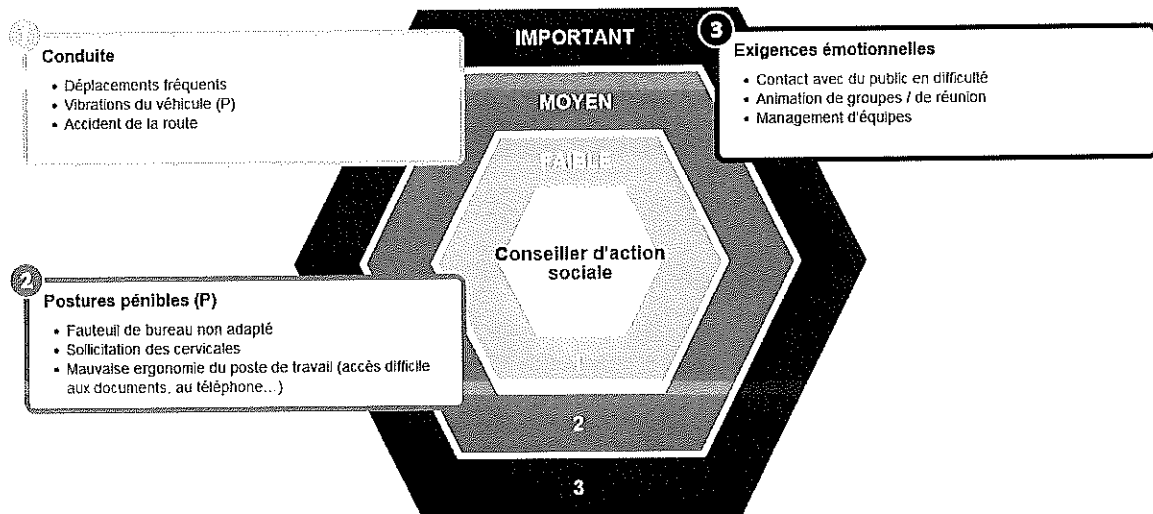 1
Conduite
• Déplacements fréquents
• Vibrations du véhicule (P)
• Accident de la route
IMPORTANT
MOYEN
FAIBLE
3
Exigences émotionnelles
• Contact avec du public en difficulté
• Animation de groupes / de réunion
• Management d'équipes
Conseiller d'action
sociale
2
Postures pénibles (P)
• Fauteuil de bureau non adapté
• Sollicitation des cervicales
• Mauvaise ergonomie du poste de travail (accès difficile
aux documents, au téléphone…)
1
2
3